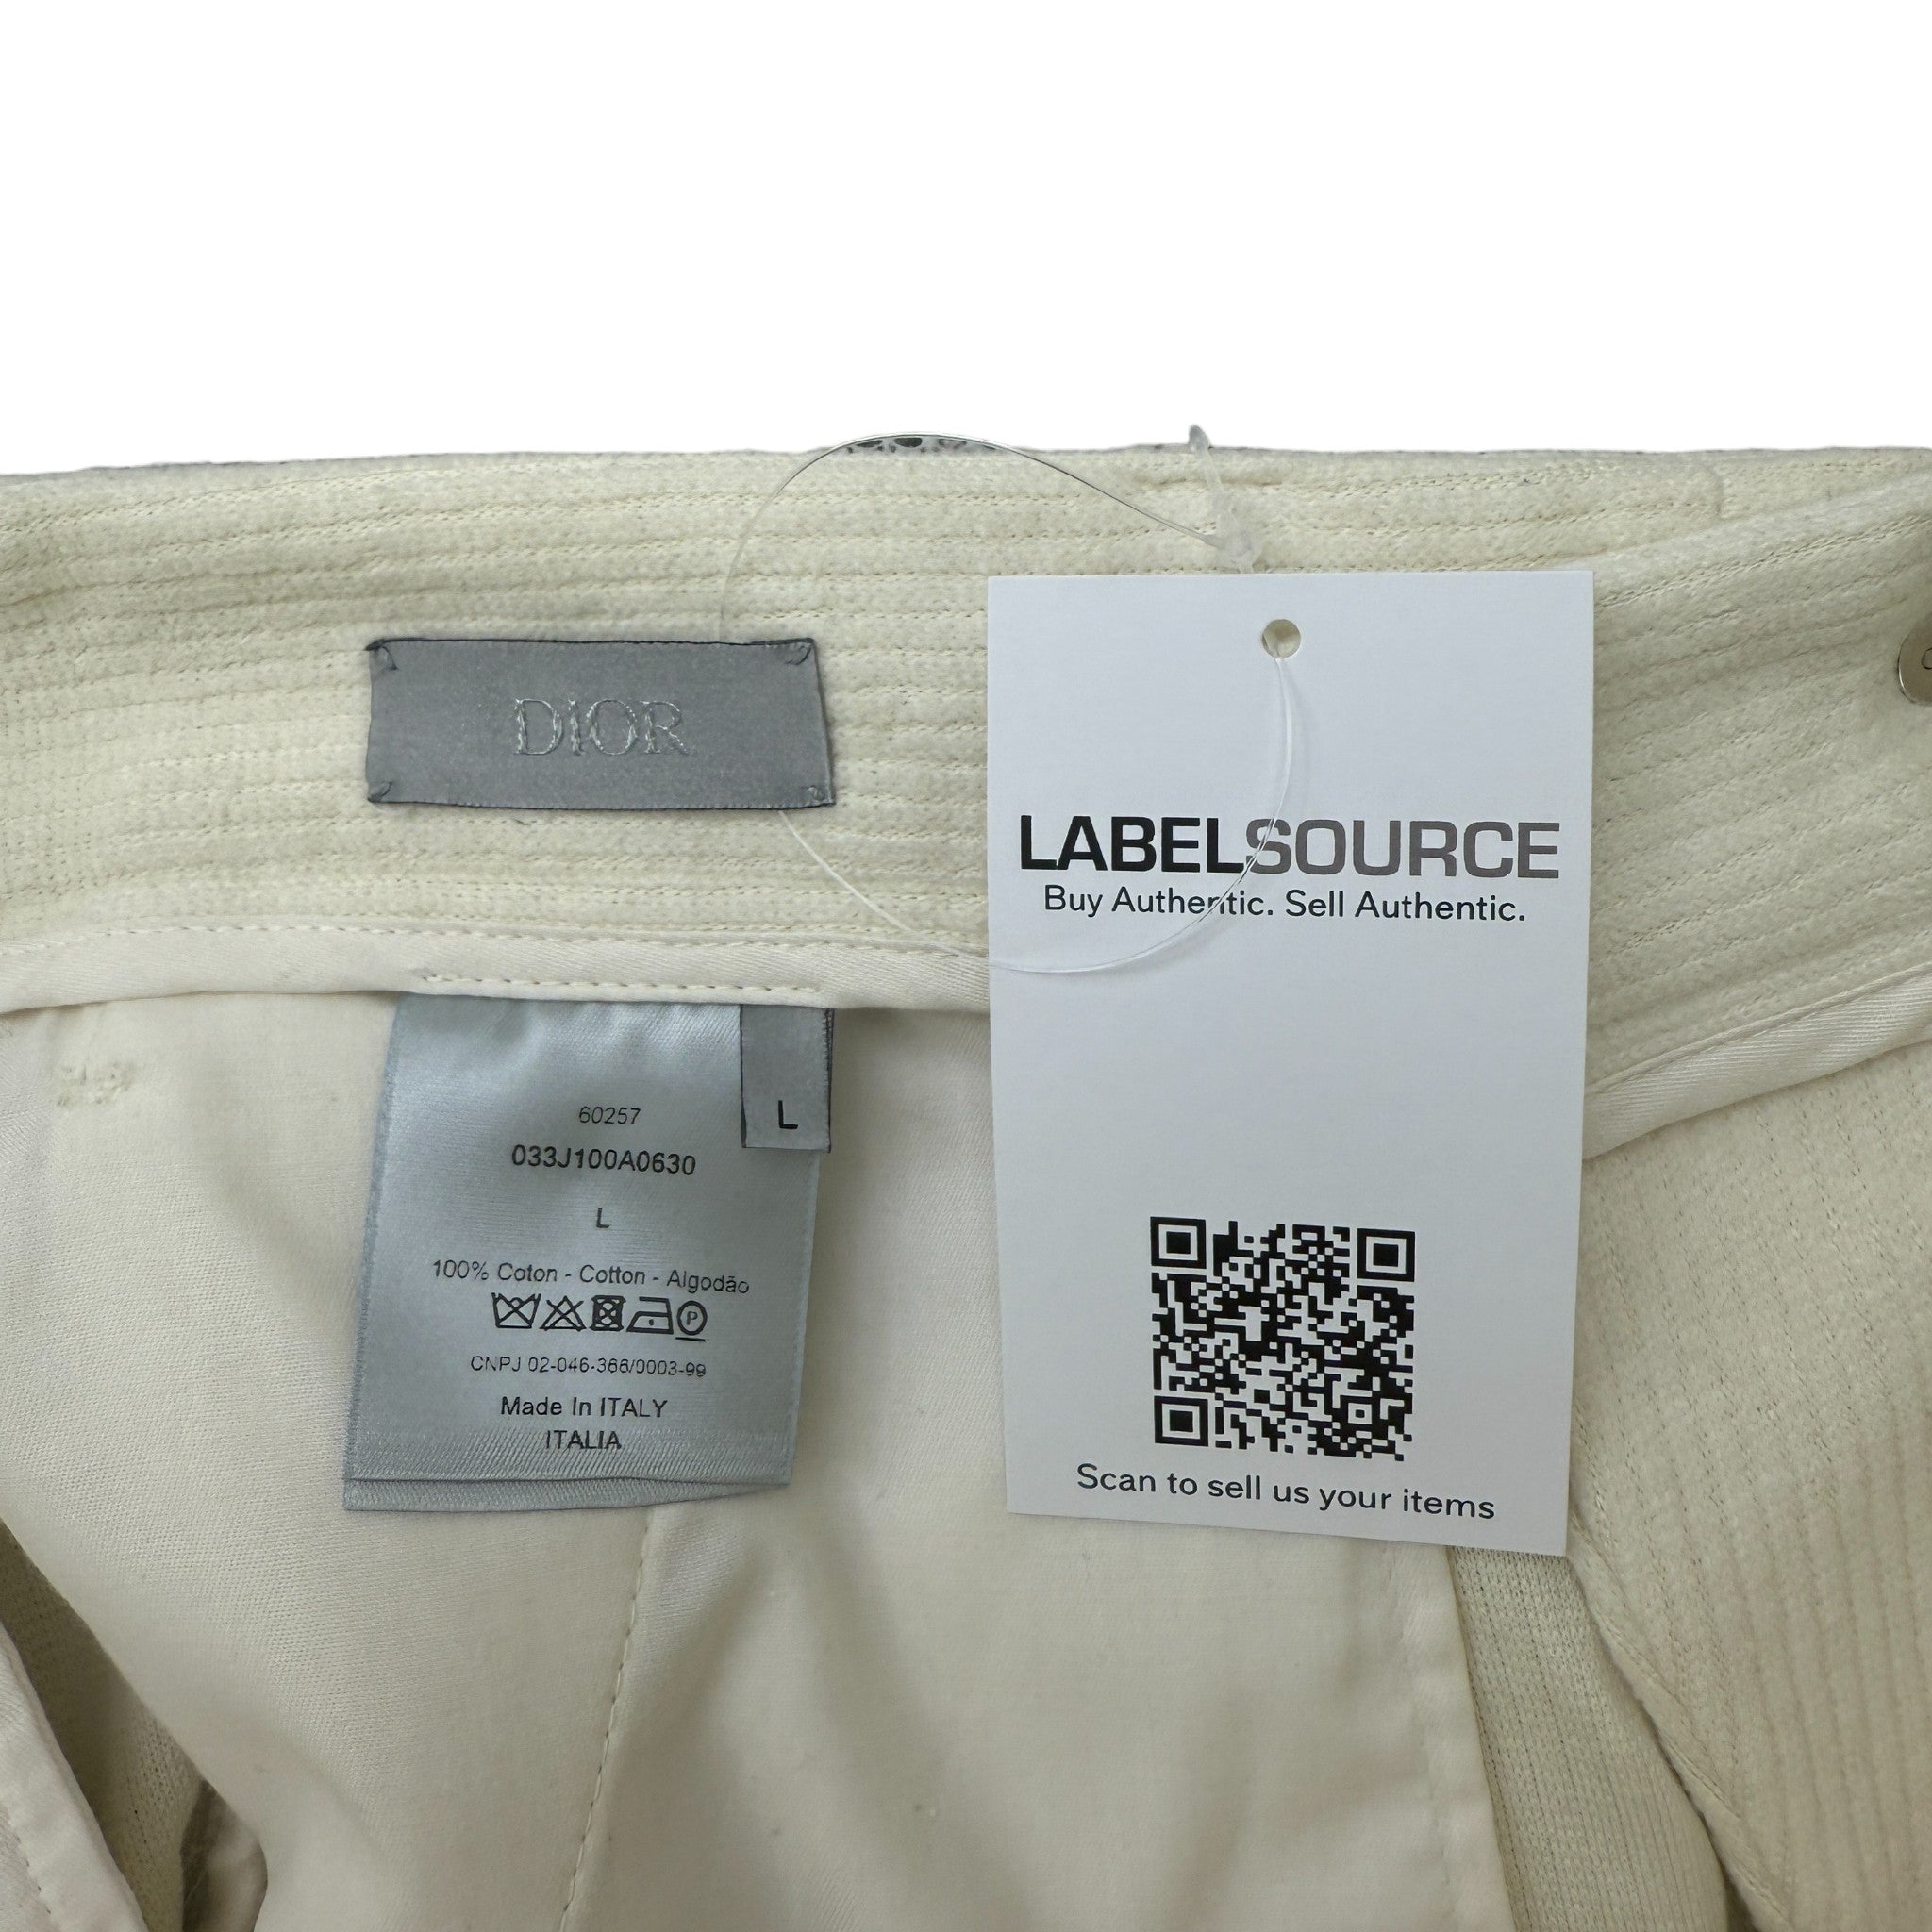 DIOR
LABELSOURCE
Buy Authentic. Sell Authentic.
L
60257
033J100A0630
L
100% Coton - Cotton - Algodão
P
CNPJ 02-046-366/0003-99
Made In ITALY
ITALIA
Scan to sell us your items